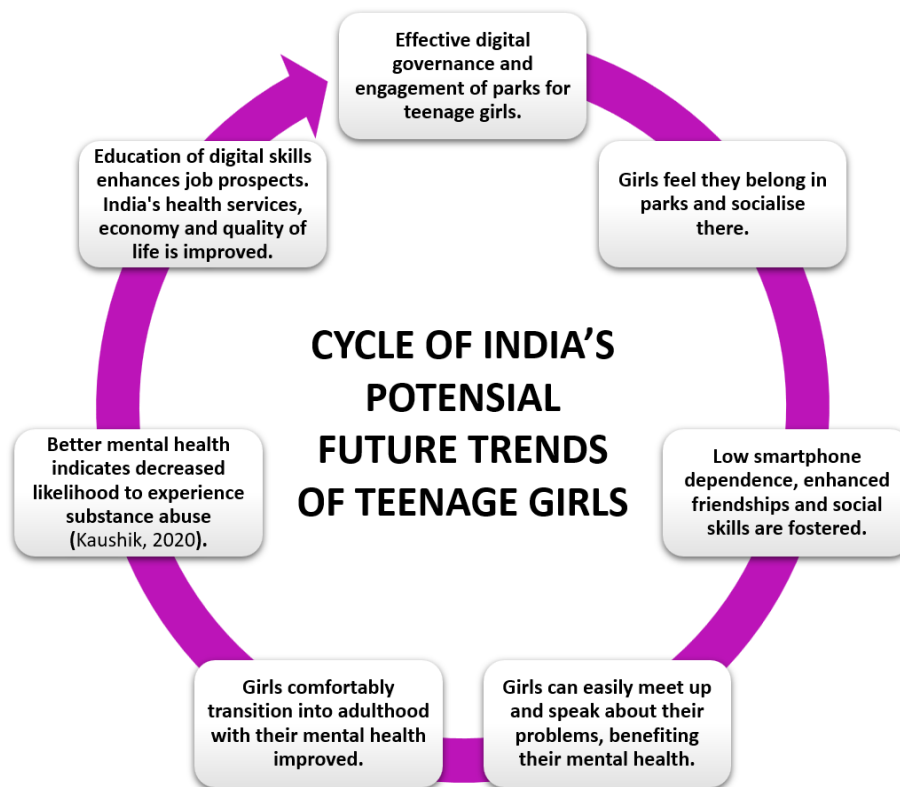 Effective digital
governance and
engagement of parks for
teenage girls.
Girls feel they belong in
parks and socialise
there.
Low smartphone
dependence, enhanced
friendships and social
skills are fostered.
Girls can easily meet up
and speak about their
problems, benefiting
their mental health.
Girls comfortably
transition into adulthood
with their mental health
improved.
Better mental health
indicates decreased
likelihood to experience
substance abuse
(Kaushik, 2020).
Education of digital skills
enhances job prospects.
India's health services,
economy and quality of
life is improved.
CYCLE OF INDIA’S
POTENSIAL
FUTURE TRENDS
OF TEENAGE GIRLS